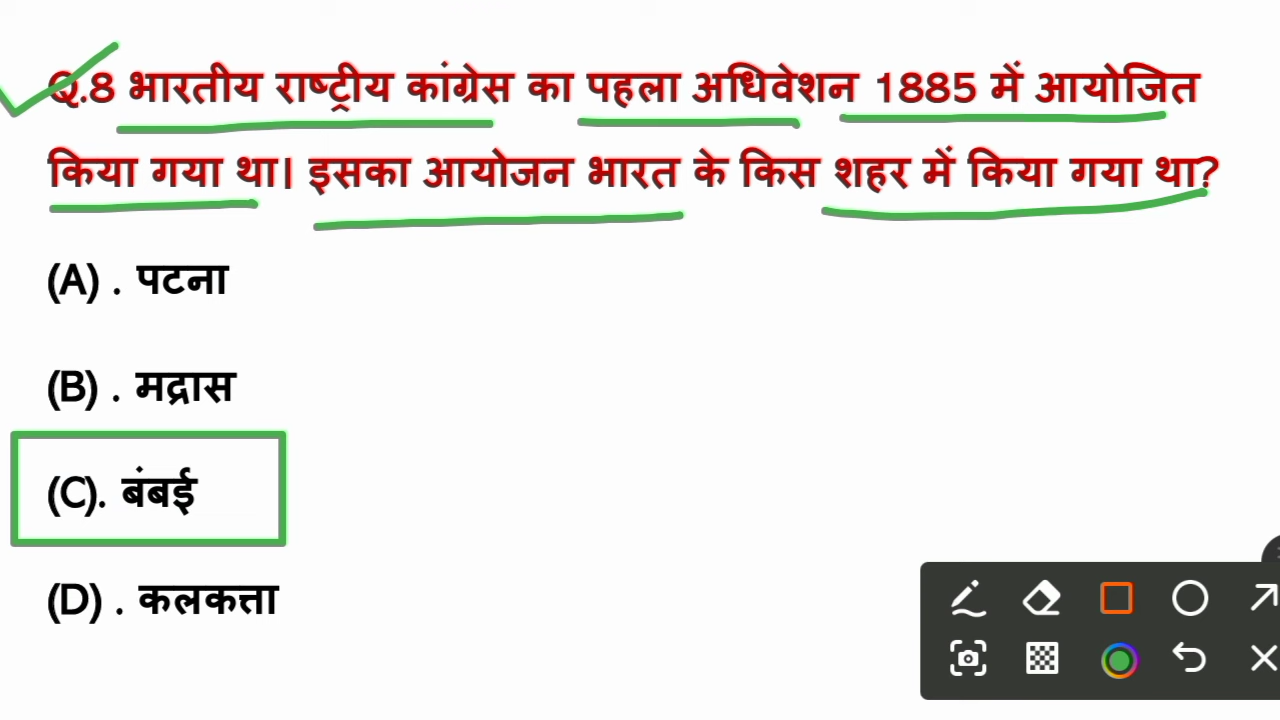 Q.8 भारतीय राष्ट्रीय कांग्रेस का पहला अधिवेशन 1885 में आयोजित
किया गया था| इसका आयोजन भारत के किस शहर में किया गया था?
(A) . पटना
(B) . मद्रास
(C). बंबई
(D) . कलकत्ता